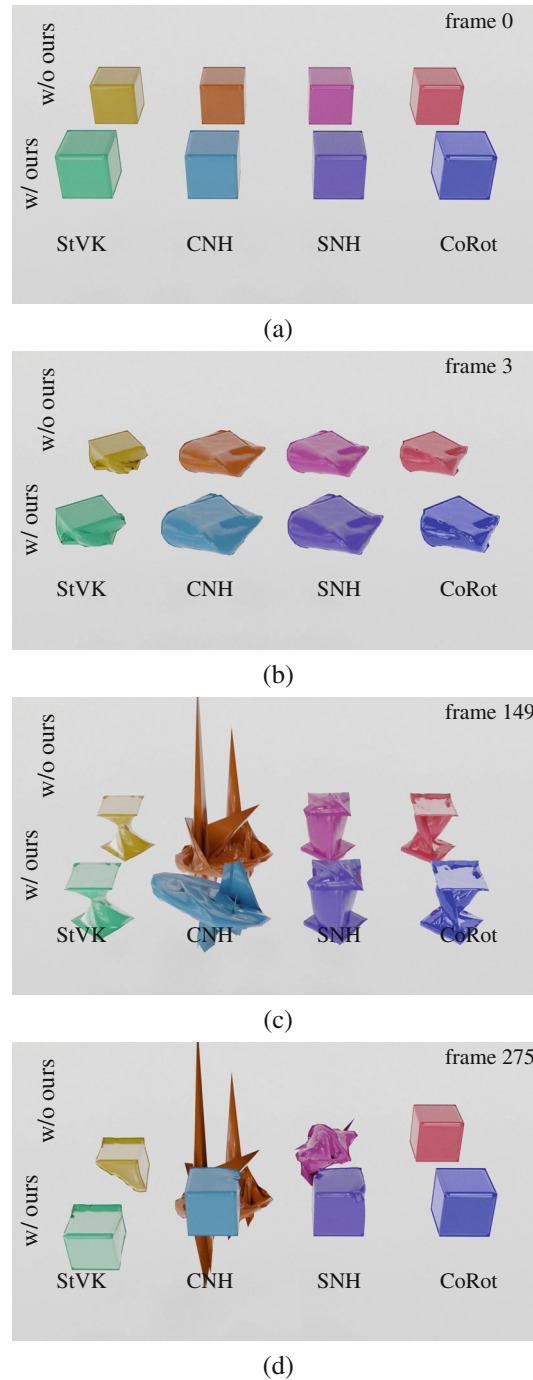 frame 0
w/o ours
w/ ours
StVK CNH SNH CoRot
(a)
frame 3
w/o ours
w/ ours
StVK CNH SNH CoRot
(b)
frame 149
w/o ours
w/ ours
StVK CNH SNH CoRot
(c)
frame 275
w/o ours
w/ ours
StVK CNH SNH CoRot
(d)